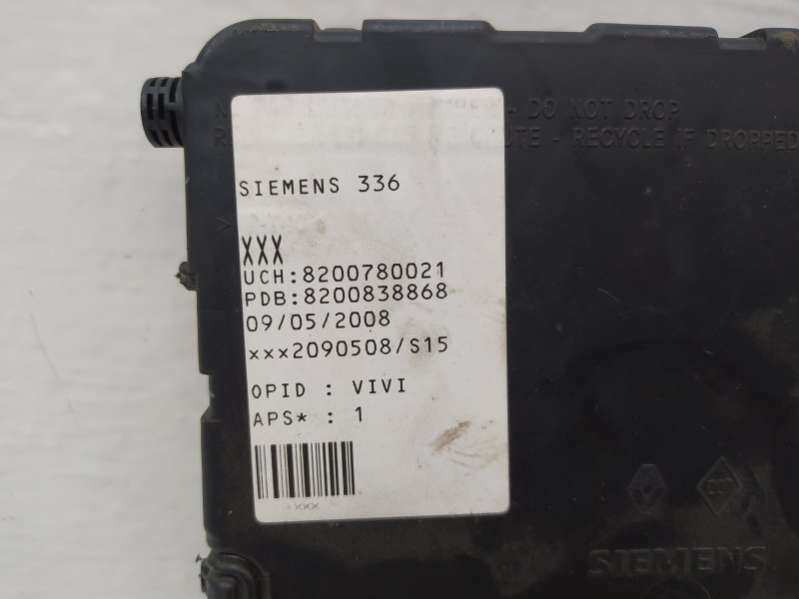 - DO NOT DROP
- RECYCLE IF DROPPED
SIEMENS 336
XXX
UCH:8200780021
PDB:8200838868
09/05/2008
xxx2090508/S15
OPID : VIVI
APS* : 1
XXX
SIEMENS